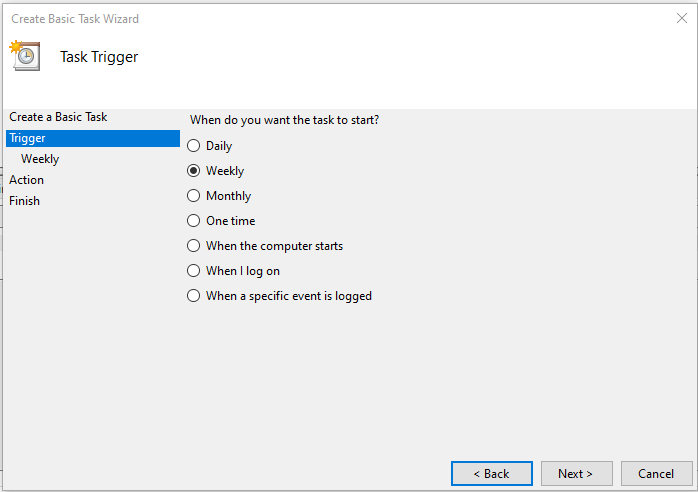 Create Basic Task Wizard
Task Trigger
Create a Basic Task
Trigger
Weekly
Action
Finish
When do you want the task to start?
Daily
Weekly
Monthly
One time
When the computer starts
When I log on
When a specific event is logged
< Back
Next >
Cancel